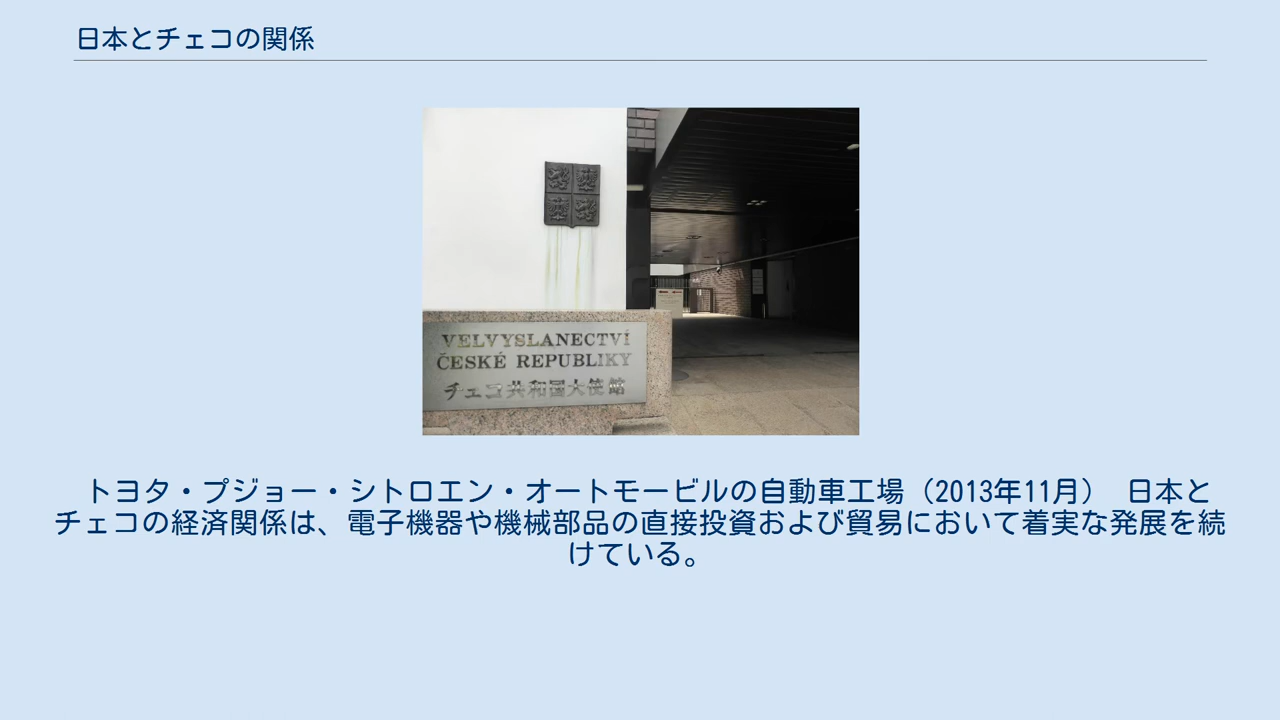 日本とチェコの関係
VELVYSLANECTVÍ
ČESKÉ REPUBLIKY
チェコ共和国大使館
トヨタ・プジョー・シトロエン・オートモービルの自動車工場（2013年11月） 日本と
チェコの経済関係は、電子機器や機械部品の直接投資および貿易において着実な発展を続
けている。